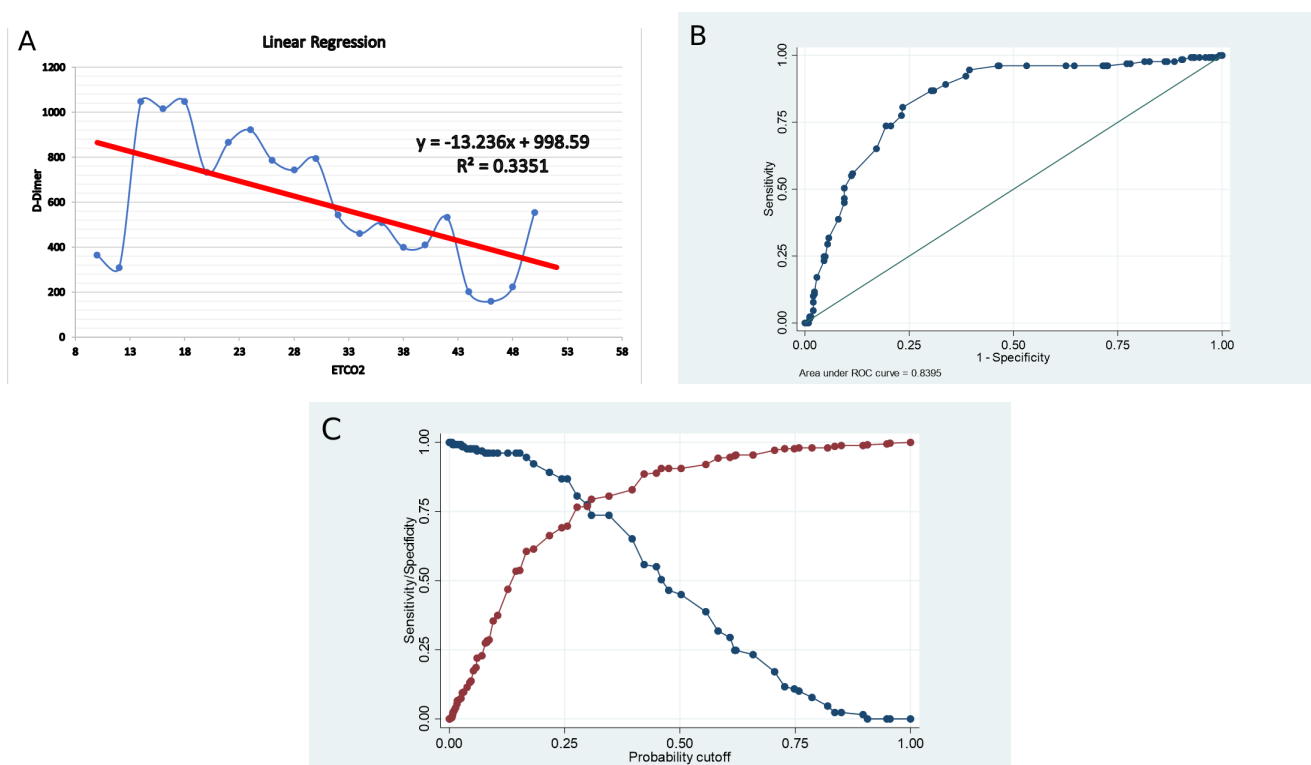 A
Linear Regression
1200
1000
800
600
400
200
0
D-Dimer
y = -13.236x + 998.59
R² = 0.3351
8 13 18 23 28 33 38 43 48 53 58
ETCO2
B
1.00
0.75
0.50
0.25
0.00
Sensitivity
0.00 0.25 0.50 0.75 1.00
1 - Specificity
Area under ROC curve = 0.8395
C
1.00
0.75
0.50
0.25
0.00
Sensitivity/Specificity
0.00 0.25 0.50 0.75 1.00
Probability cutoff